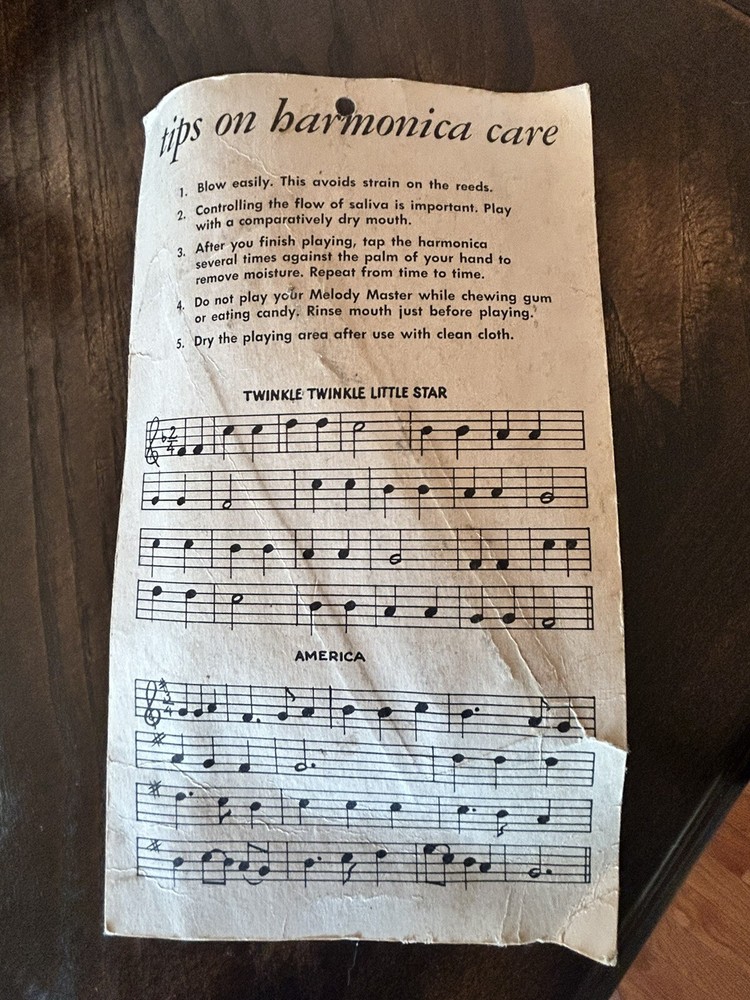 tips on harmonica care
1. Blow easily. This avoids strain on the reeds.
2. Controlling the flow of saliva is important. Play
with a comparatively dry mouth.
3. After you finish playing, tap the harmonica
several times against the palm of your hand to
remove moisture. Repeat from time to time.
4. Do not play your Melody Master while chewing gum
or eating candy. Rinse mouth just before playing.
5. Dry the playing area after use with clean cloth.
TWINKLE TWINKLE LITTLE STAR
2
4
AMERICA
3
4